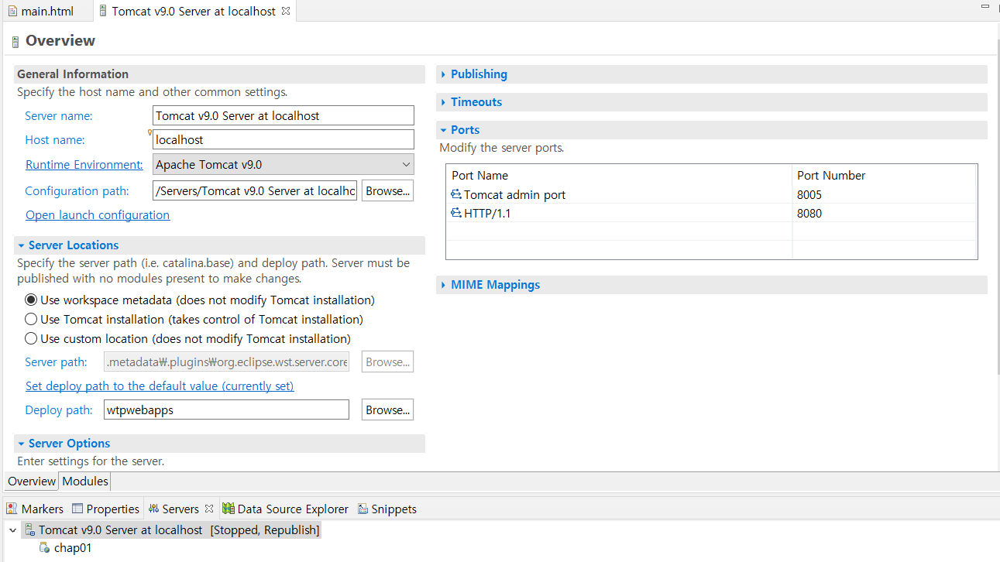 main.html
Tomcat v9.0 Server at localhost
Overview
General Information
Specify the host name and other common settings.
Server name:
Tomcat v9.0 Server at localhost
Host name:
localhost
Runtime Environment:
Apache Tomcat v9.0
Configuration path:
/Servers/Tomcat v9.0 Server at localhc
Browse...
Open launch configuration
Server Locations
Specify the server path (i.e. catalina.base) and deploy path. Server must be
published with no modules present to make changes.
Use workspace metadata (does not modify Tomcat installation)
Use Tomcat installation (takes control of Tomcat installation)
Use custom location (does not modify Tomcat installation)
Server path:
.metadata₩.plugins₩org.eclipse.wst.server.core
Browse...
Set deploy path to the default value (currently set)
Deploy path:
wtpwebapps
Browse...
Server Options
Enter settings for the server.
Publishing
Timeouts
Ports
Modify the server ports.
Port Name Port Number
Tomcat admin port 8005
HTTP/1.1 8080
MIME Mappings
Overview Modules
Markers Properties Servers Data Source Explorer Snippets
Tomcat v9.0 Server at localhost [Stopped, Republish]
chap01